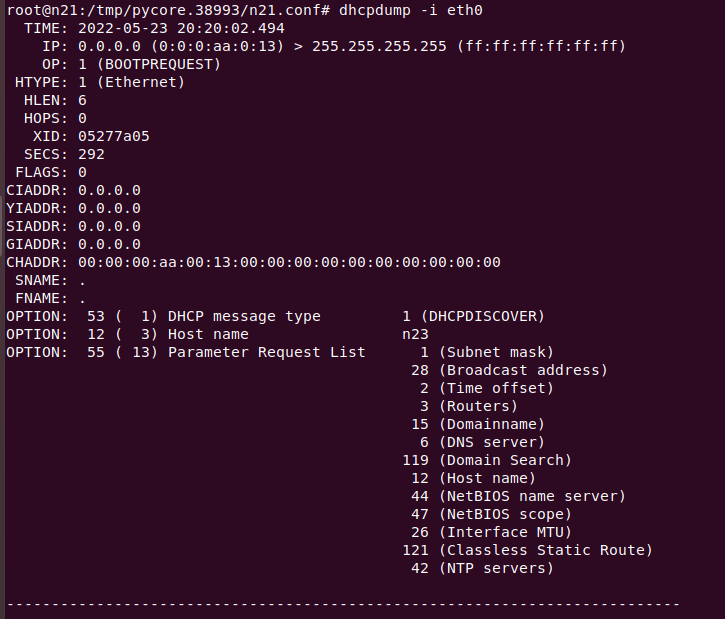 root@n21:/tmp/pycore.38993/n21.conf# dhcpdump -i eth0
  TIME: 2022-05-23 20:20:02.494
    IP: 0.0.0.0 (0:0:0:aa:0:13) > 255.255.255.255 (ff:ff:ff:ff:ff:ff)
    OP: 1 (BOOTPREQUEST)
 HTYPE: 1 (Ethernet)
  HLEN: 6
  HOPS: 0
   XID: 05277a05
  SECS: 292
 FLAGS: 0
CIADDR: 0.0.0.0
YIADDR: 0.0.0.0
SIADDR: 0.0.0.0
GIADDR: 0.0.0.0
CHADDR: 00:00:00:aa:00:13:00:00:00:00:00:00:00:00:00:00
 SNAME: .
 FNAME: .
OPTION:  53 (  1) DHCP message type         1 (DHCPDISCOVER)
OPTION:  12 (  3) Host name                 n23
OPTION:  55 ( 13) Parameter Request List      1 (Subnet mask)
                                             28 (Broadcast address)
                                              2 (Time offset)
                                              3 (Routers)
                                             15 (Domainname)
                                              6 (DNS server)
                                            119 (Domain Search)
                                             12 (Host name)
                                             44 (NetBIOS name server)
                                             47 (NetBIOS scope)
                                             26 (Interface MTU)
                                            121 (Classless Static Route)
                                             42 (NTP servers)
---------------------------------------------------------------------------